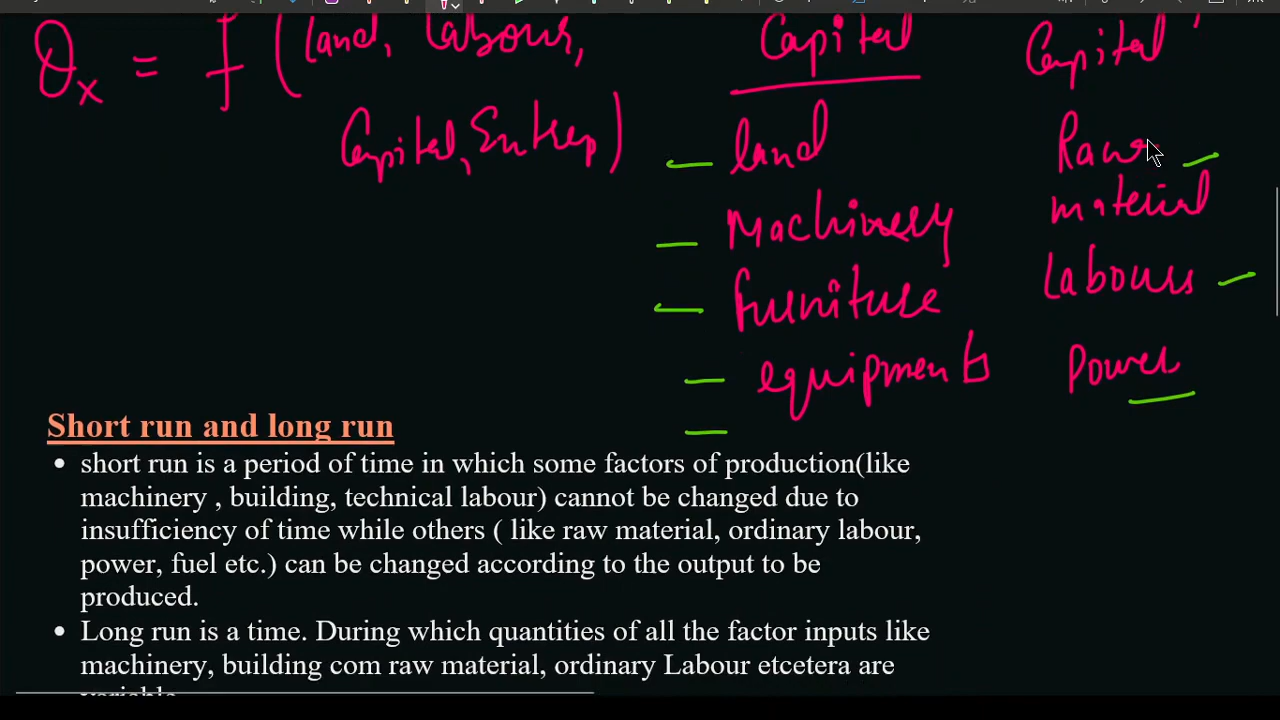 Qx = f (land, Labour,
Capital, Entrep)
Capital
land
Machinery
furniture
equipments
Capital
Raw
material
Labours
Power
Short run and long run
• short run is a period of time in which some factors of production(like
machinery , building, technical labour) cannot be changed due to
insufficiency of time while others ( like raw material, ordinary labour,
power, fuel etc.) can be changed according to the output to be
produced.
• Long run is a time. During which quantities of all the factor inputs like
machinery, building com raw material, ordinary Labour etcetera are
variable